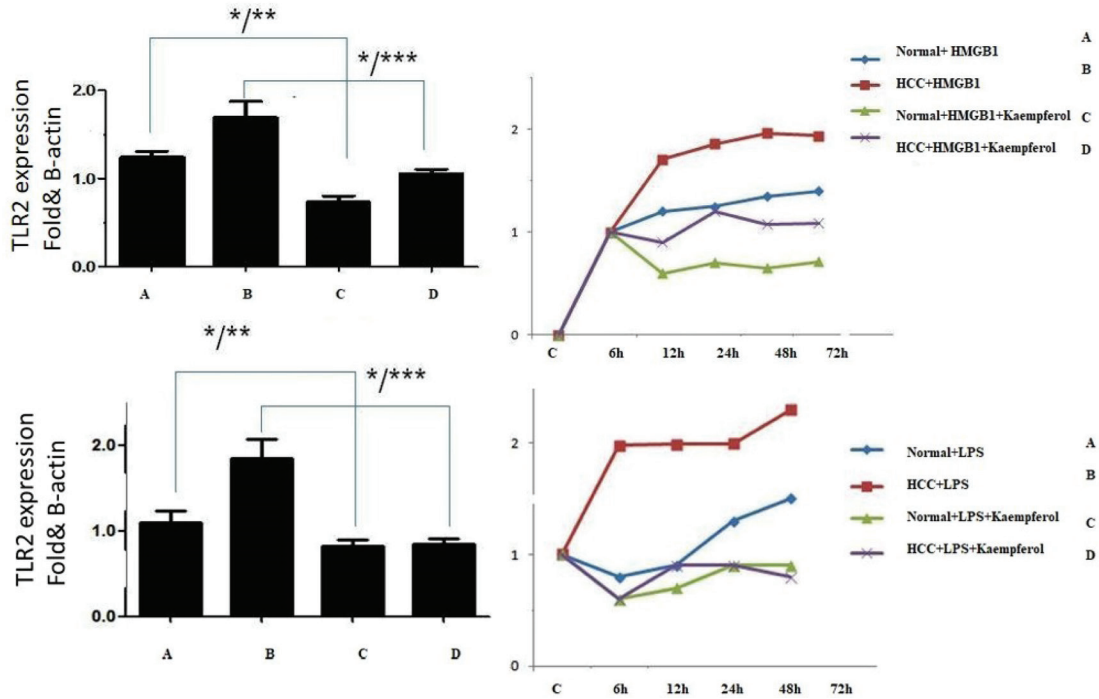 */**
*/***
TLR2 expression
Fold& B-actin
2.0
1.0
0.0
A B C D
Normal+ HMGB1 A
HCC+HMGB1 B
Normal+HMGB1+Kaempferol C
HCC+HMGB1+Kaempferol D
2
1
0
C 6h 12h 24h 48h 72h
*/**
*/***
TLR2 expression
Fold& B-actin
2.0
1.0
0.0
A B C D
Normal+LPS A
HCC+LPS B
Normal+LPS+Kaempferol C
HCC+LPS+Kaempferol D
2
1
0
C 6h 12h 24h 48h 72h